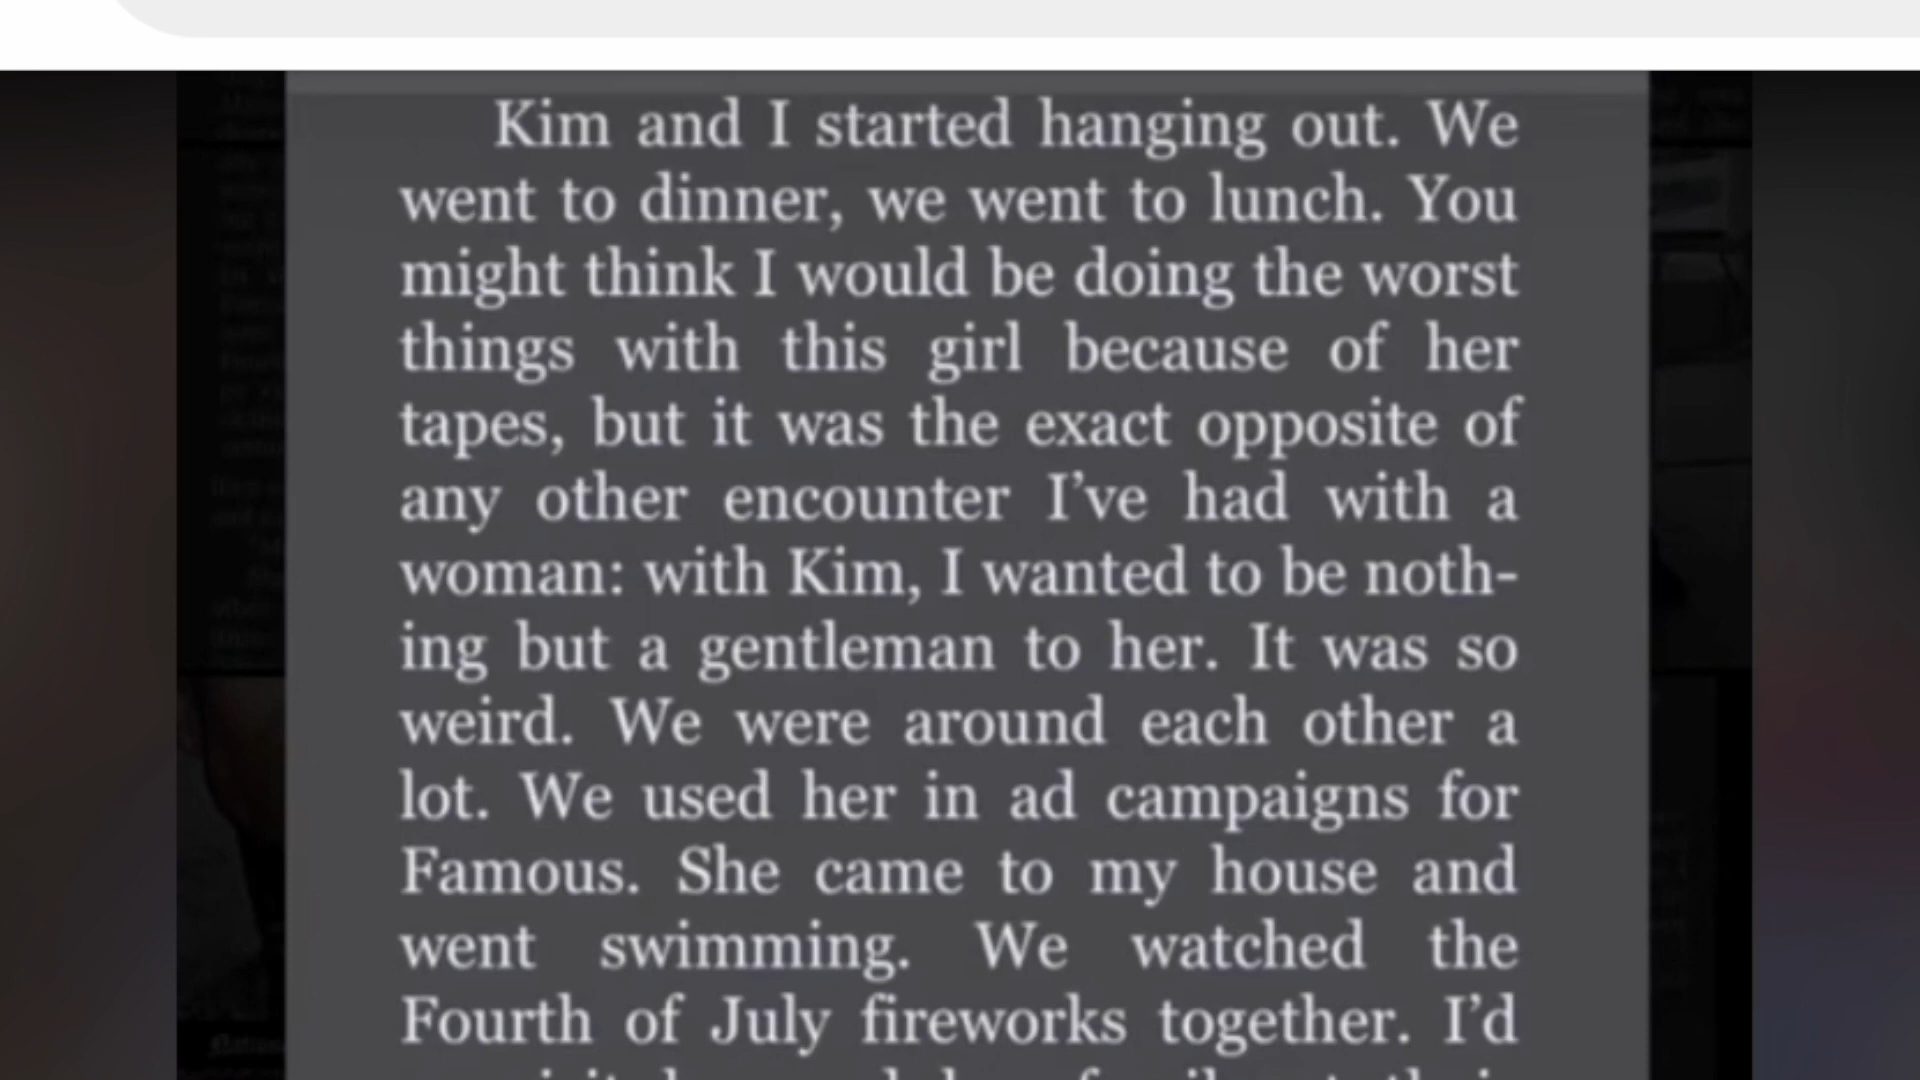 Kim and I started hanging out. We
went to dinner, we went to lunch. You
might think I would be doing the worst
things with this girl because of her
tapes, but it was the exact opposite of
any other encounter I’ve had with a
woman: with Kim, I wanted to be noth-
ing but a gentleman to her. It was so
weird. We were around each other a
lot. We used her in ad campaigns for
Famous. She came to my house and
went swimming. We watched the
Fourth of July fireworks together. I’d